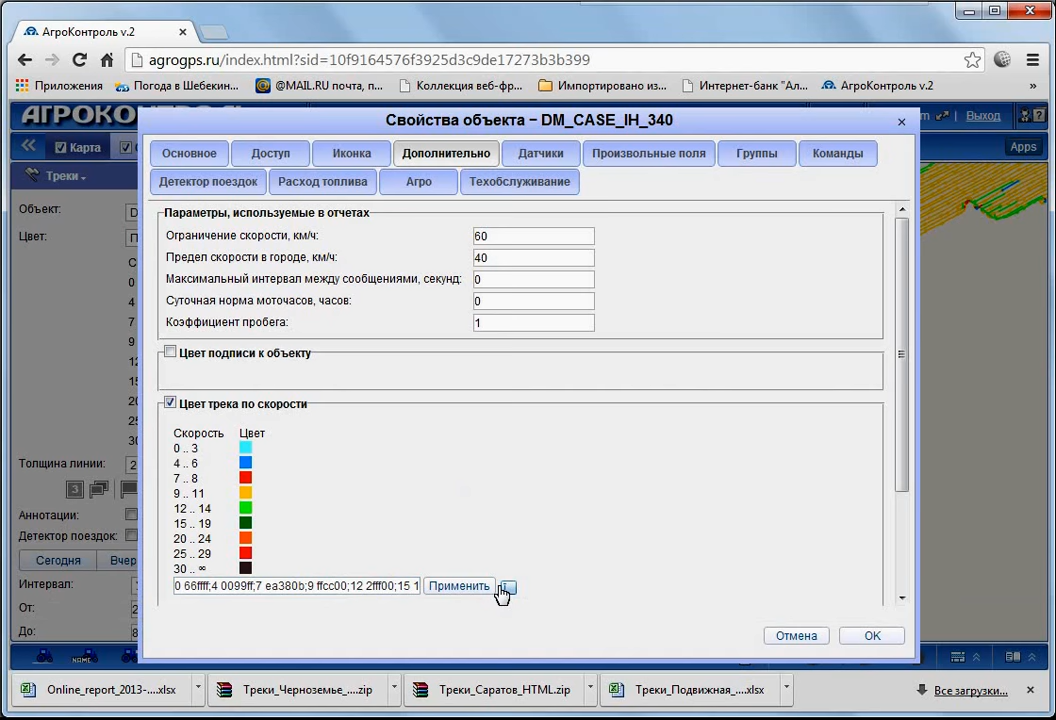 АгроКонтроль v.2
agrogps.ru/index.html?sid=10f9164576f3925d3c9de17273b3b399
Приложения Погода в Шебекин... @MAIL.RU почта, п... Коллекция веб-фр... Импортировано из... Интернет-банк "Ал... АгроКонтроль v.2 »
Свойства объекта – DM_CASE_IH_340
Выход
Карта
Apps
Основное Доступ Иконка Дополнительно Датчики Произвольные поля Группы Команды
Треки
Детектор поездок Расход топлива Агро Техобслуживание
Объект:
Цвет:
Параметры, используемые в отчетах
Ограничение скорости, км/ч: 60
Предел скорости в городе, км/ч: 40
Максимальный интервал между сообщениями, секунд: 0
Суточная норма моточасов, часов: 0
Коэффициент пробега: 1
Цвет подписи к объекту
Цвет трека по скорости
Скорость Цвет
0 .. 3
4 .. 6
7 .. 8
9 .. 11
12 .. 14
15 .. 19
20 .. 24
25 .. 29
30 .. ∞
0 66ffff;4 0099ff;7 ea380b;9 ffcc00;12 2fff00;15 1 Применить
Толщина линии: 2
3
Аннотации:
Детектор поездок:
Сегодня
Интервал:
От:
До:
Отмена OK
Online_report_2013-....xlsx Треки_Черноземье_....zip Треки_Саратов_HTML.zip Треки_Подвижная_....xlsx Все загрузки...